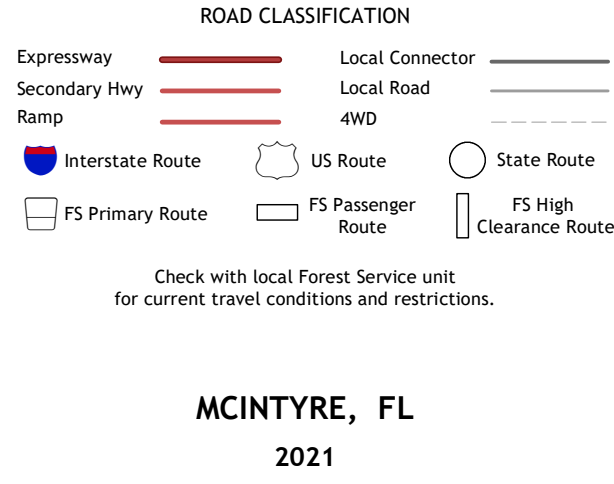 ROAD CLASSIFICATION
Expressway
Local Connector
Secondary Hwy
Local Road
Ramp
4WD
Interstate Route
US Route
State Route
FS Primary Route
FS Passenger
Route
FS High
Clearance Route
Check with local Forest Service unit
for current travel conditions and restrictions.
MCINTYRE, FL
2021